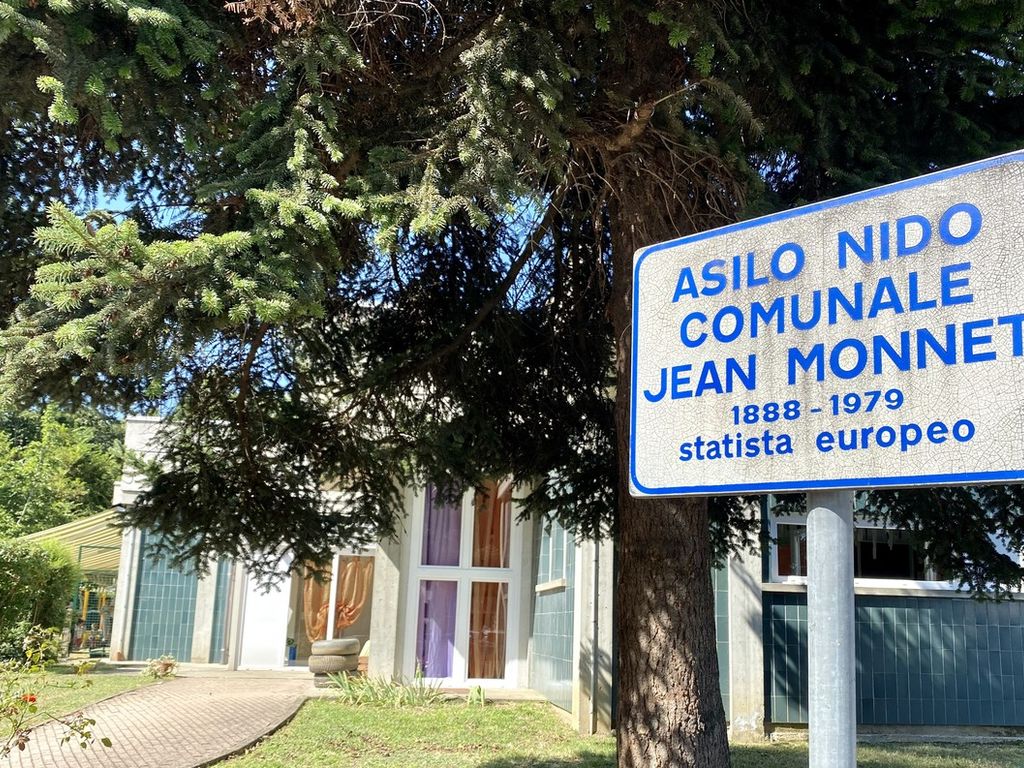 ASILO NIDO
COMUNALE
JEAN MONNET
1888 - 1979
statista europeo